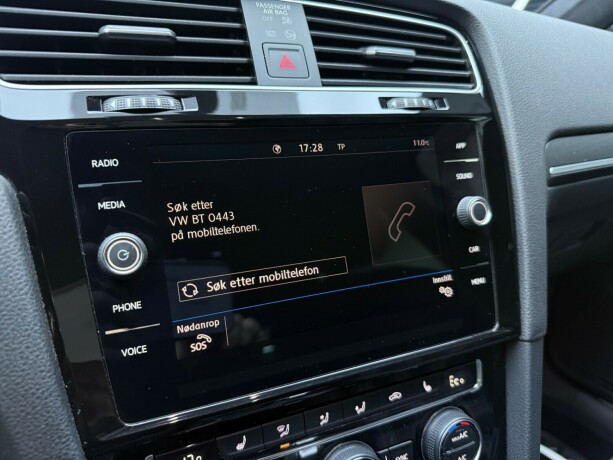 PASSENGER
AIR BAG
OFF
RADIO
MEDIA
PHONE
VOICE
17:28
TP
11.0°C
APP
SOUND
CAR
MENU
Søk etter
VW BT 0443
på mobiltelefonen.
Søk etter mobiltelefon
Innstill.
Nødanrop
SOS
A/C